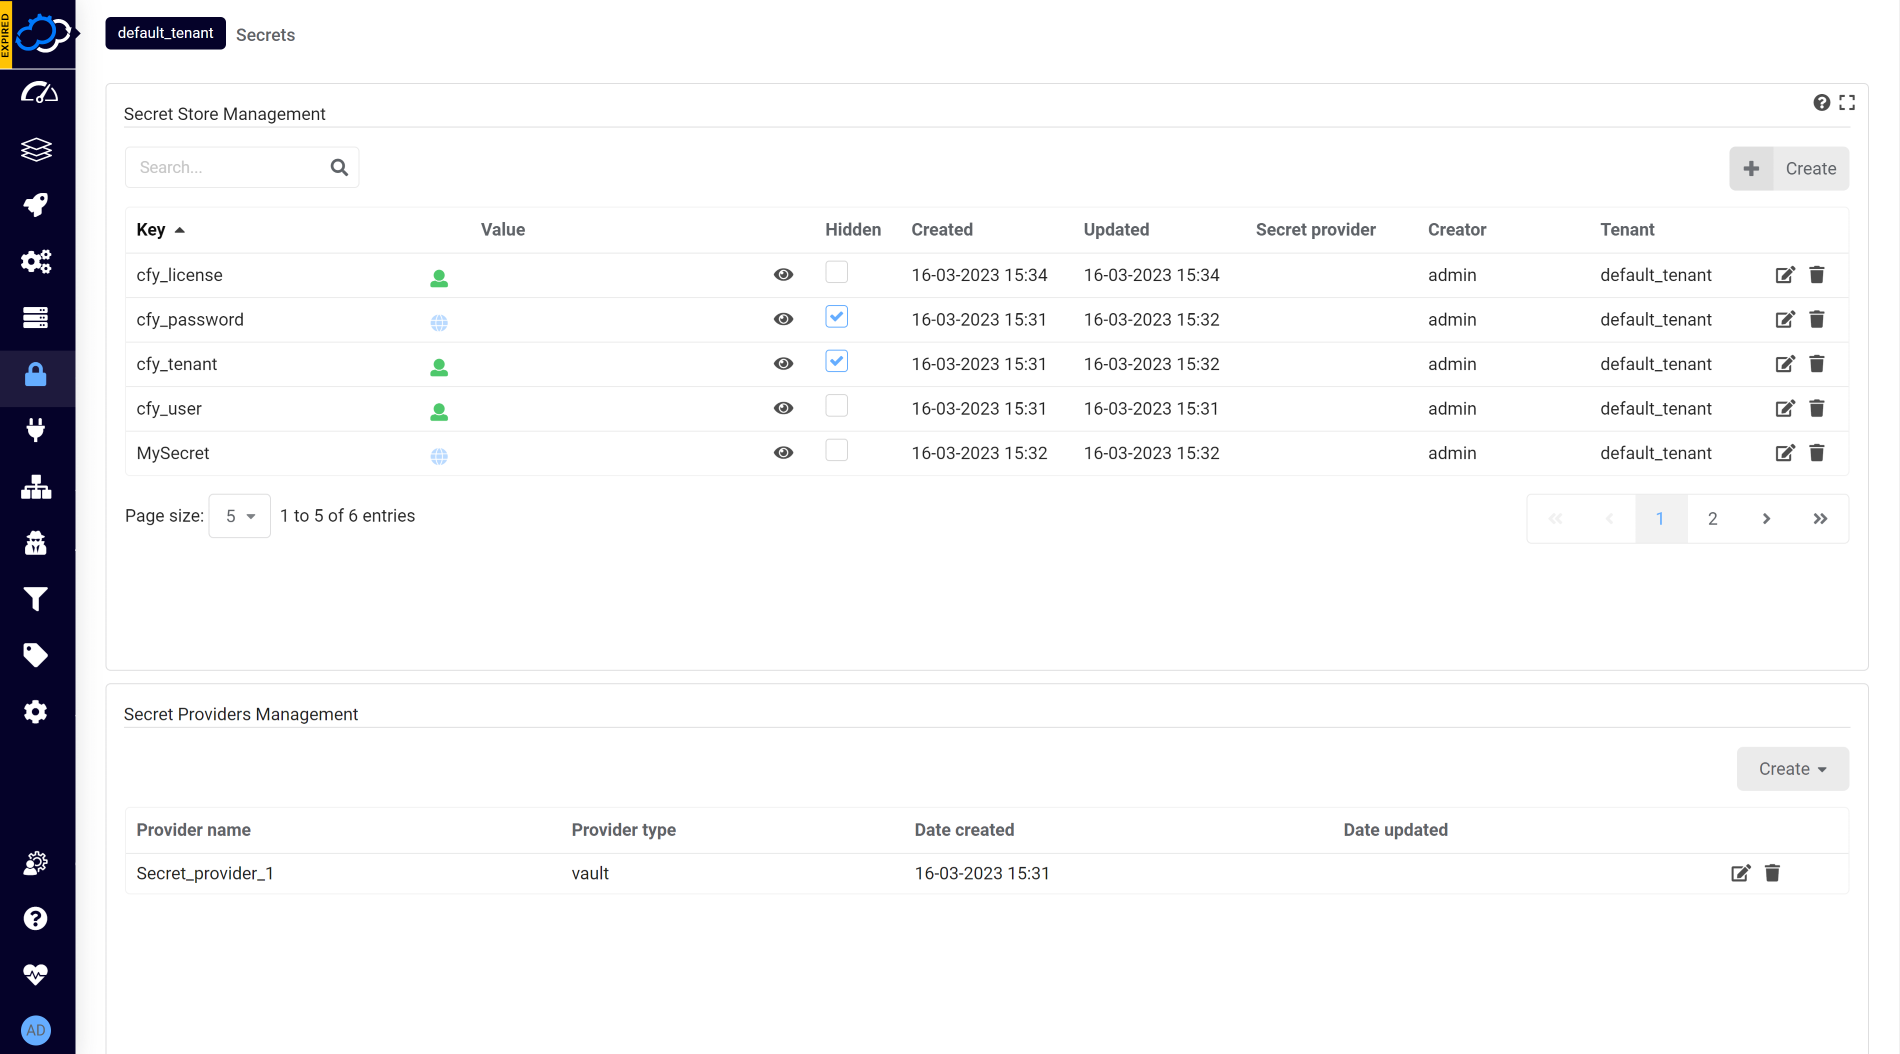 EXPIRED
default_tenant Secrets
Secret Store Management
Search...
Create
Key Value Hidden Created Updated Secret provider Creator Tenant
cfy_license 16-03-2023 15:34 16-03-2023 15:34 admin default_tenant
cfy_password 16-03-2023 15:31 16-03-2023 15:32 admin default_tenant
cfy_tenant 16-03-2023 15:31 16-03-2023 15:32 admin default_tenant
cfy_user 16-03-2023 15:31 16-03-2023 15:31 admin default_tenant
MySecret 16-03-2023 15:32 16-03-2023 15:32 admin default_tenant
Page size: 5 1 to 5 of 6 entries « ‹ 1 2 › »
Secret Providers Management
Create
Provider name Provider type Date created Date updated
Secret_provider_1 vault 16-03-2023 15:31
AD